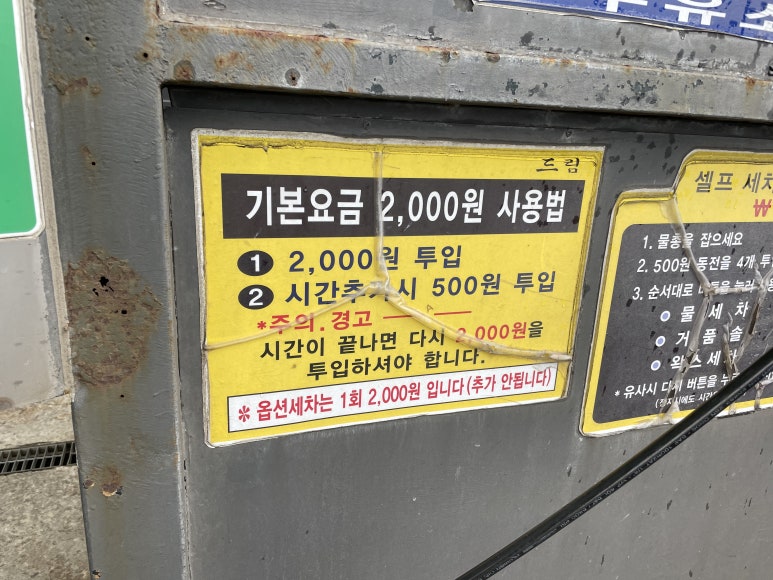 드림
기본요금 2,000원 사용법
❶ 2,000원 투입
❷ 시간추가시 500원 투입
*주의.경고
시간이 끝나면 다시 2,000원을
투입하셔야 합니다.
※ 옵션세차는 1회 2,000원 입니다(추가 안됩니다)
셀프 세차
₩
1. 물총을 잡으세요
2. 500원 동전을 4개
3. 순서대로 버튼을
물 세 차
거 품 솔
왁 스 세 차
* 유사시 다시 버튼을